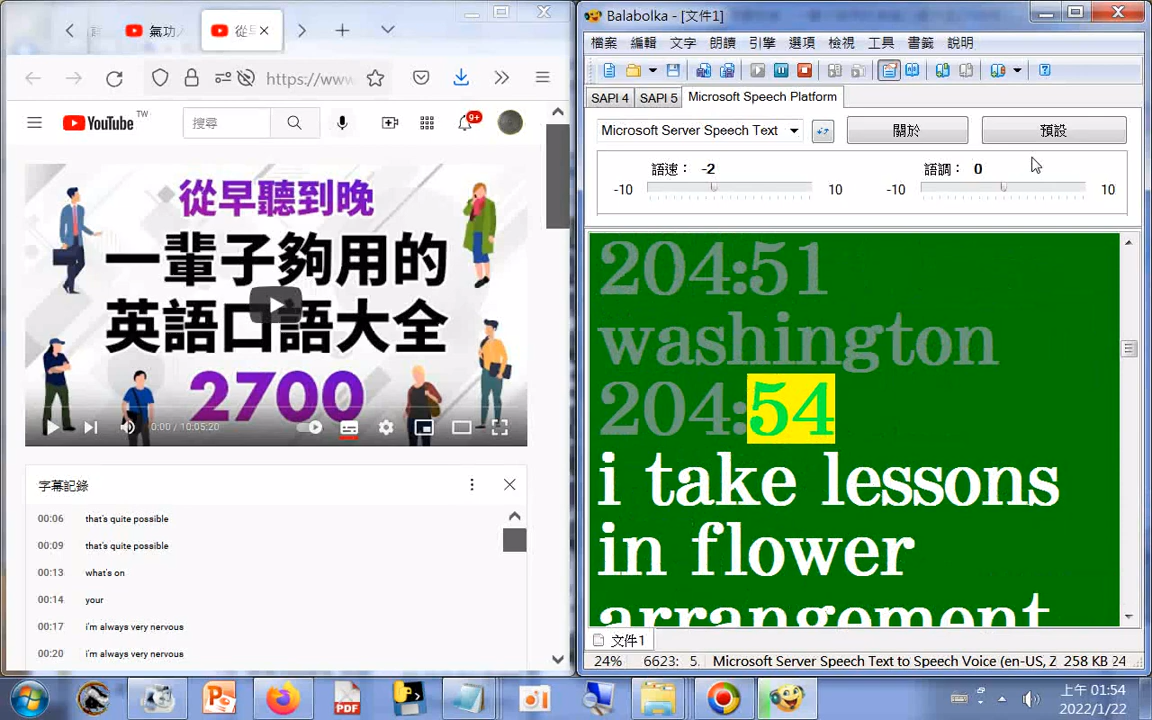 氣功
從
https://www
YouTube TW
搜尋
9+
從早聽到晚
一輩子夠用的
英語口語大全
2700
0:00 / 10:05:20
字幕記錄
00:06 that's quite possible
00:09 that's quite possible
00:13 what's on
00:14 your
00:17 i'm always very nervous
00:20 i'm always very nervous
Balabolka - [文件1]
檔案 編輯 文字 朗讀 引擎 選項 檢視 工具 書籤 說明
SAPI 4 SAPI 5 Microsoft Speech Platform
Microsoft Server Speech Text 關於 預設
語速： -2 語調： 0
-10 10 -10 10
204:51
washington
204:54
i take lessons
in flower
arrangement
文件1
24% 6623: 5. Microsoft Server Speech Text to Speech Voice (en-US, Z 258 KB 24
PDF
上午 01:54
2022/1/22